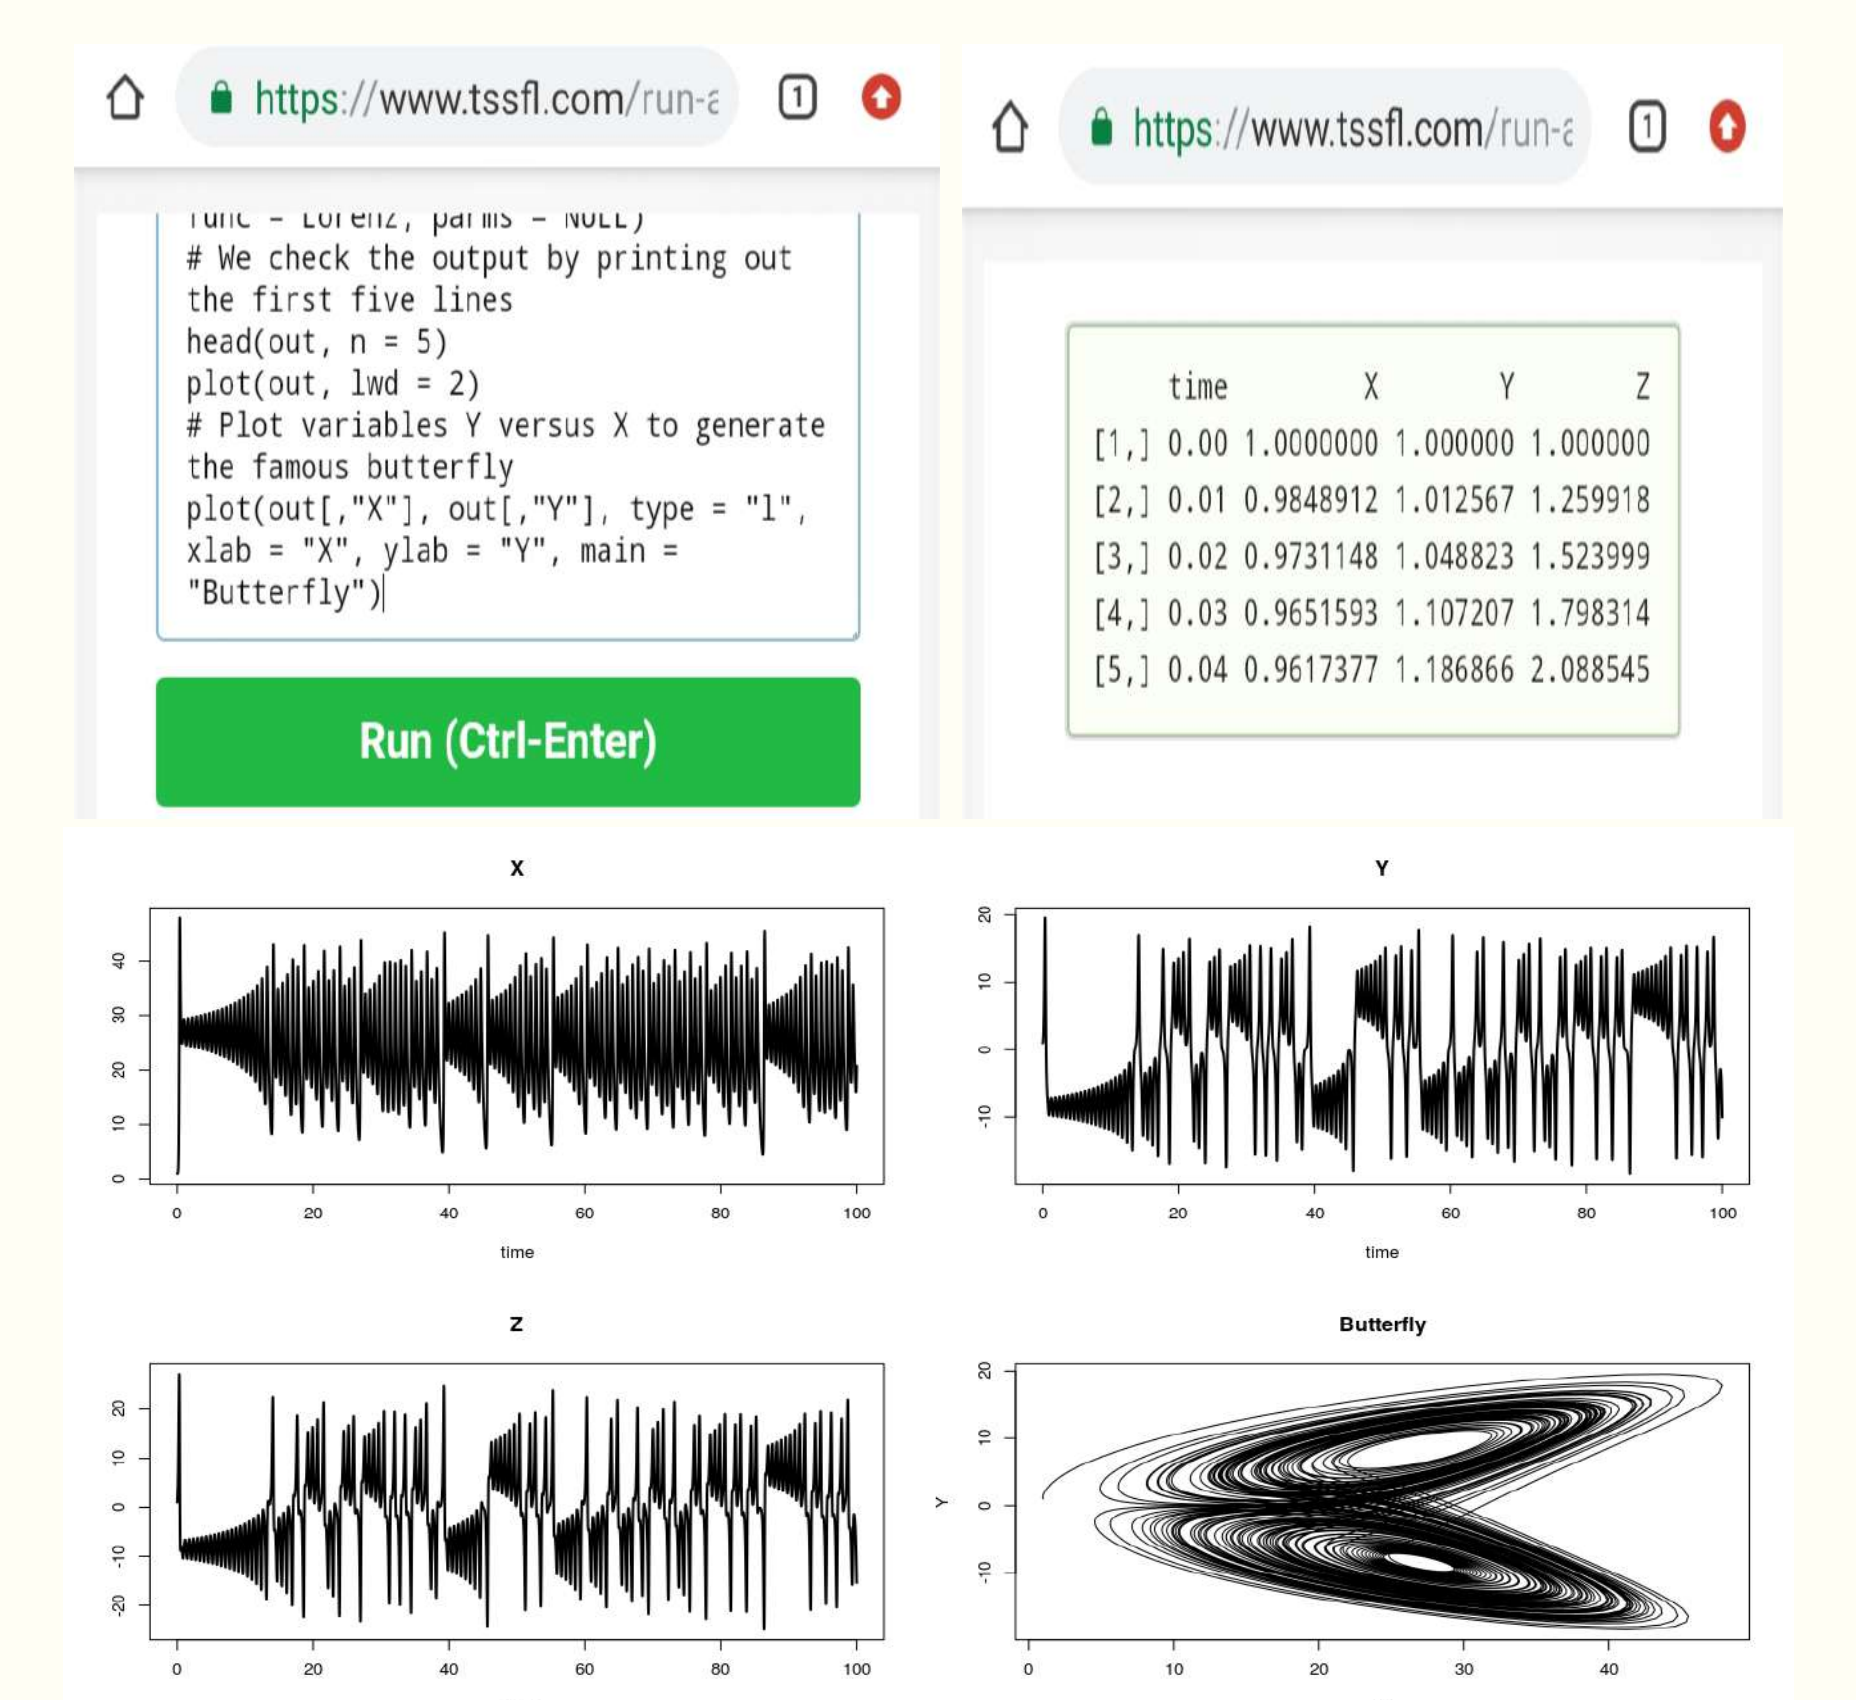 https://www.tssfl.com/run-a
1
func = Lorenz, parms = NULL)
# We check the output by printing out
the first five lines
head(out, n = 5)
plot(out, lwd = 2)
# Plot variables Y versus X to generate
the famous butterfly
plot(out[,"X"], out[,"Y"], type = "l",
xlab = "X", ylab = "Y", main =
"Butterfly")
Run (Ctrl-Enter)
https://www.tssfl.com/run-a
1
time X Y Z
[1,] 0.00 1.0000000 1.000000 1.000000
[2,] 0.01 0.9848912 1.012567 1.259918
[3,] 0.02 0.9731148 1.048823 1.523999
[4,] 0.03 0.9651593 1.107207 1.798314
[5,] 0.04 0.9617377 1.186866 2.088545
X
40
30
20
10
0
0 20 40 60 80 100
time
Y
20
10
0
-10
0 20 40 60 80 100
time
Z
20
10
0
-10
-20
0 20 40 60 80 100
Butterfly
Y
20
10
0
-10
0 10 20 30 40